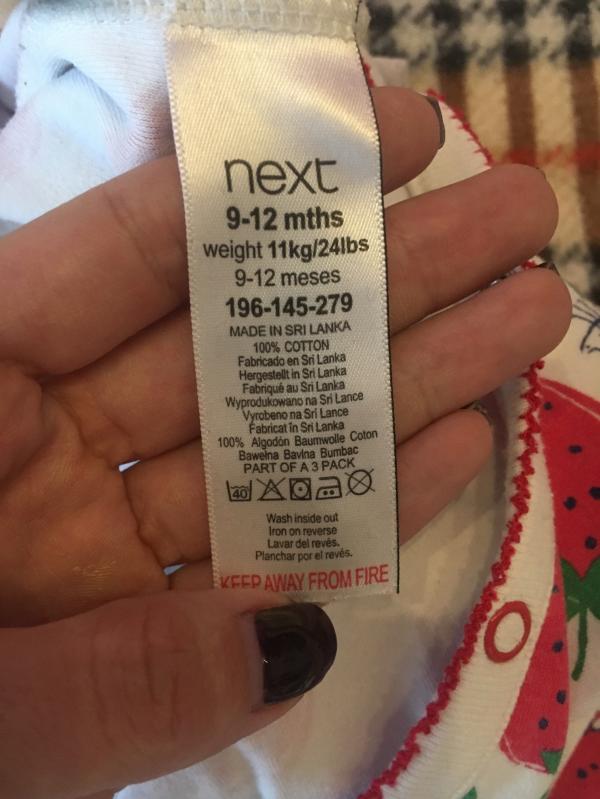 next
9-12 mths
weight 11kg/24lbs
9-12 meses
196-145-279
MADE IN SRI LANKA
100% COTTON
Fabricado en Sri Lanka
Hergestellt in Sri Lanka
Fabriqué au Sri Lanka
Wyprodukowano na Sri Lance
Vyrobeno na Srí Lance
Fabricat în Sri Lanka
100% Algodón Baumwolle Coton
Bawełna Bavlna Bumbac
PART OF A 3 PACK
40
Wash inside out
Iron on reverse
Lavar del revés.
Planchar por el revés.
KEEP AWAY FROM FIRE